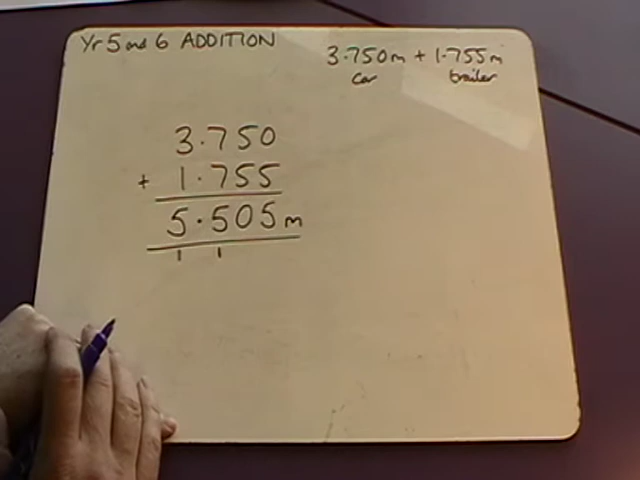 Yr 5 and 6 ADDITION
3.750m + 1.755m
car trailer
3.750
+ 1.755
5.505m
1 1